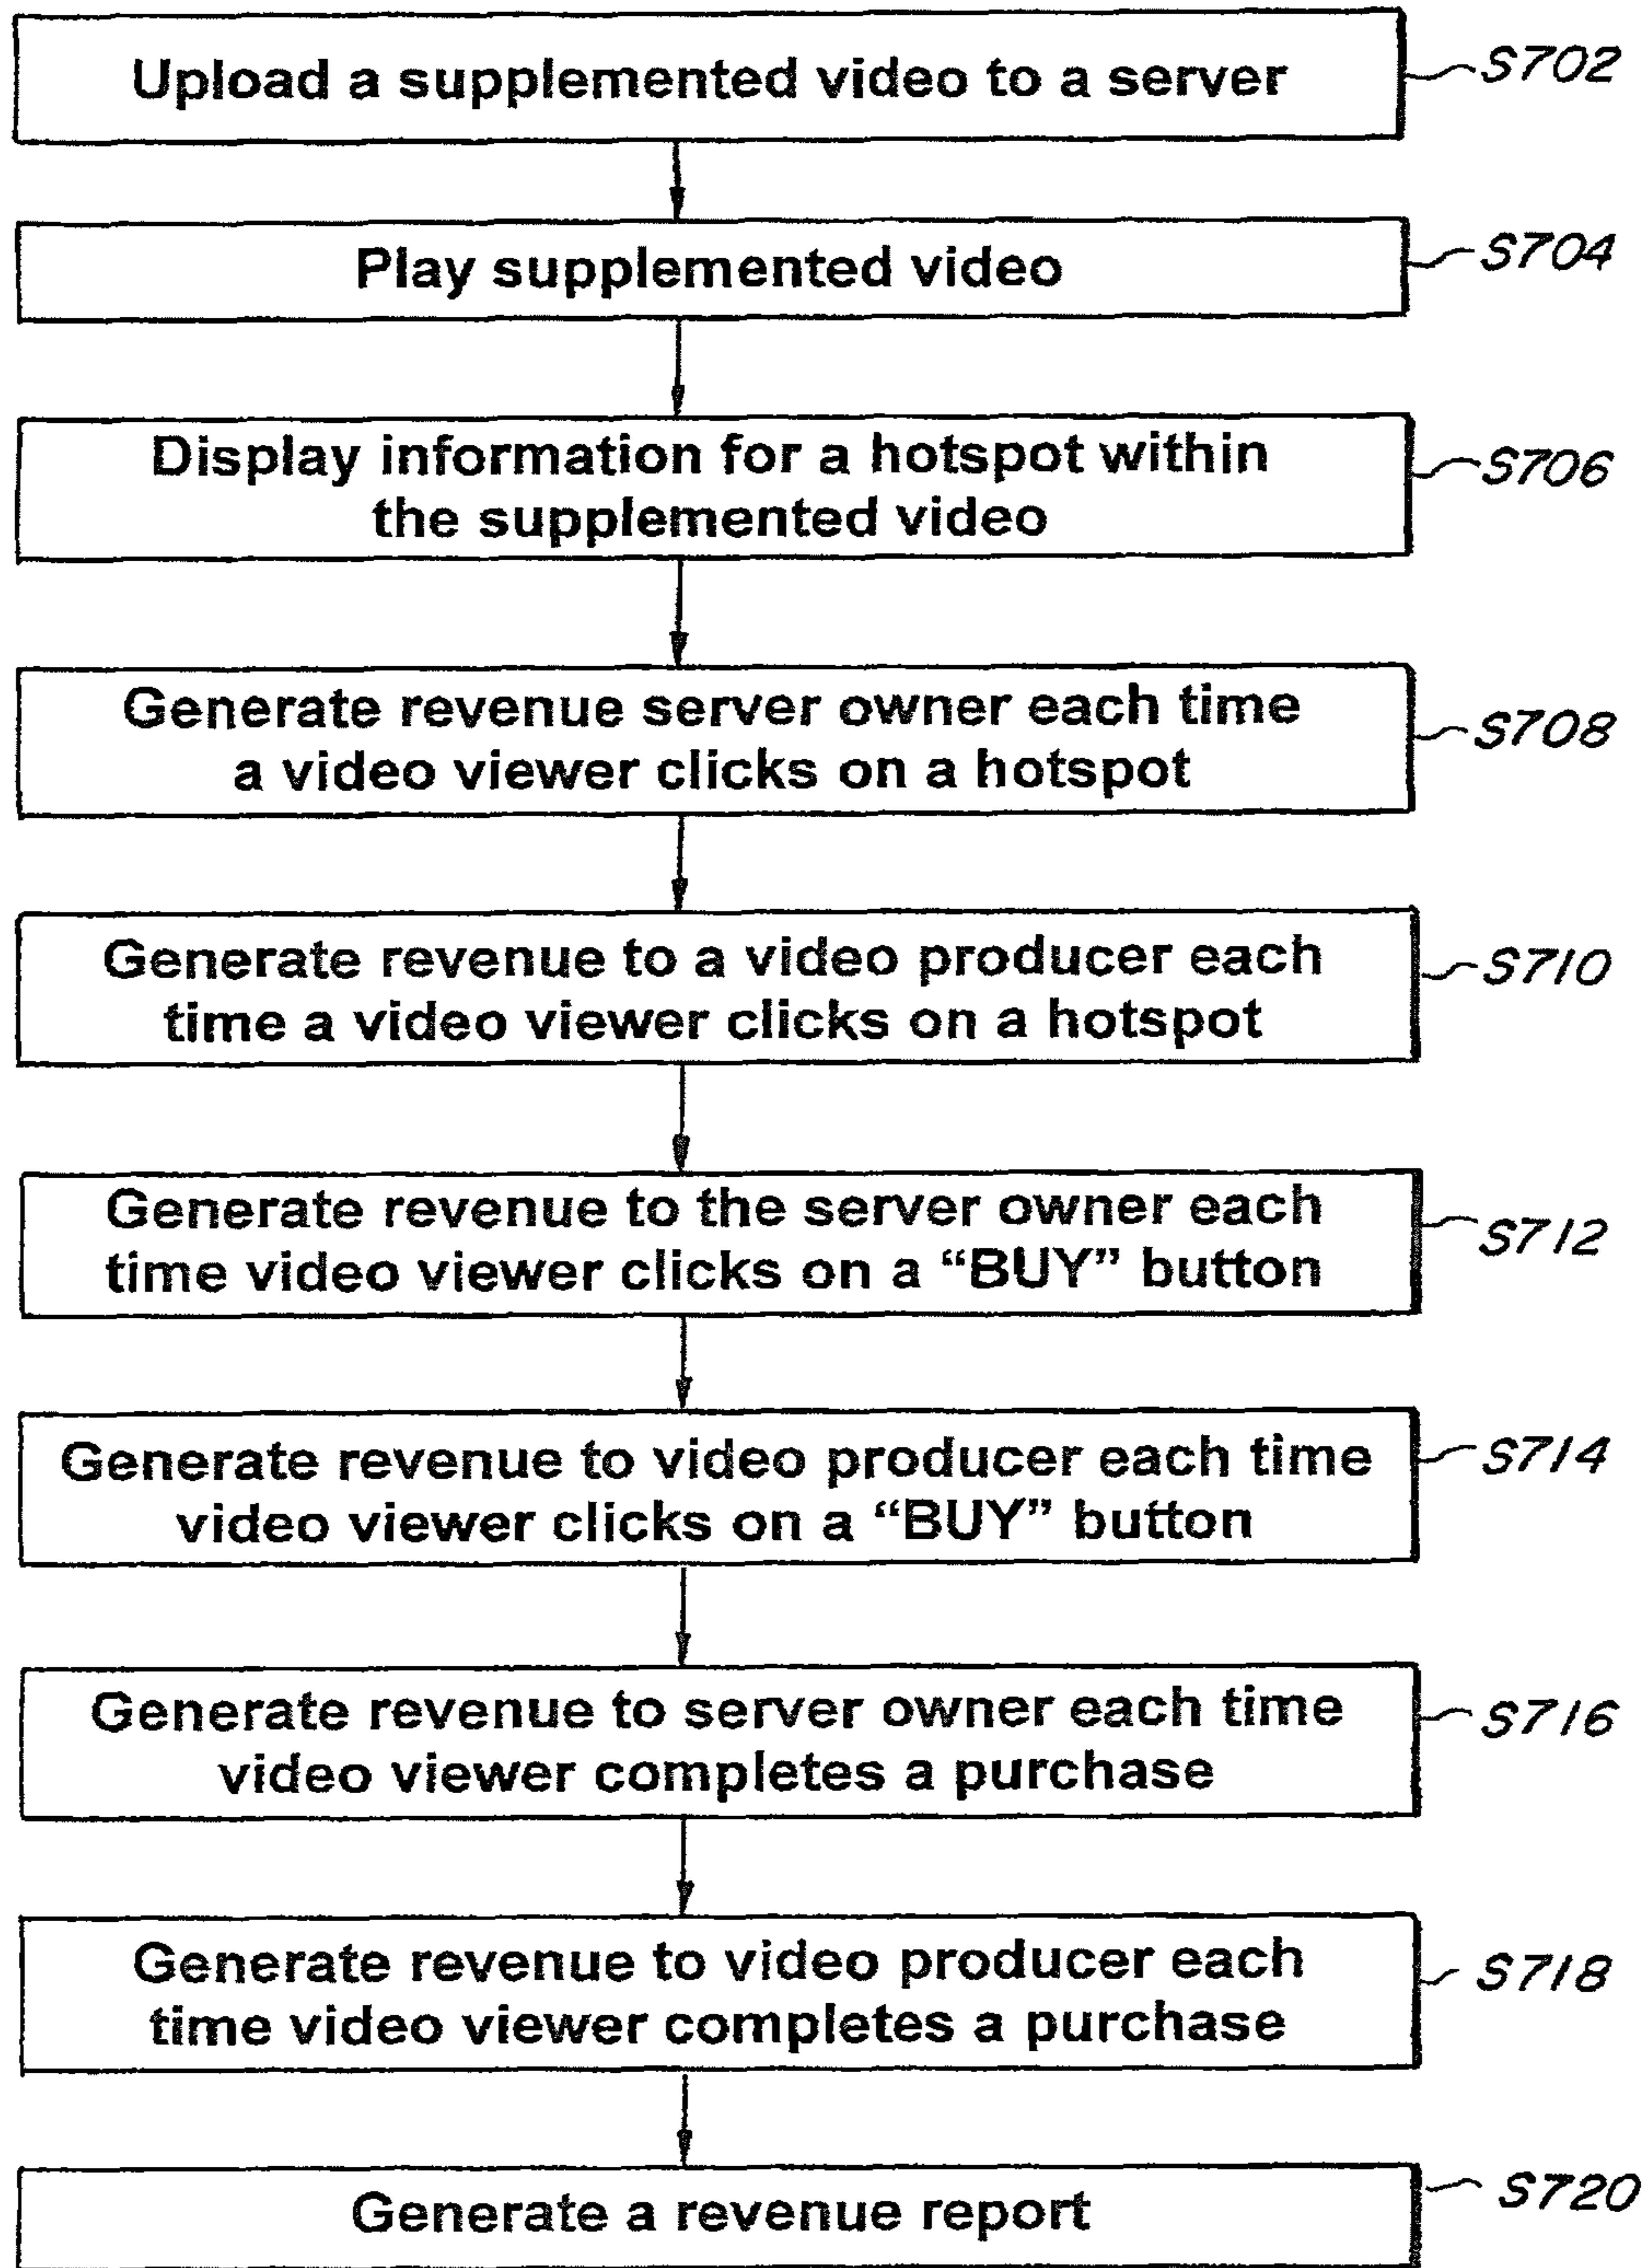 Upload a supplemented video to a server
S702
Play supplemented video
S704
Display information for a hotspot within
the supplemented video
S706
Generate revenue server owner each time
a video viewer clicks on a hotspot
S708
Generate revenue to a video producer each
time a video viewer clicks on a hotspot
S710
Generate revenue to the server owner each
time video viewer clicks on a “BUY” button
S712
Generate revenue to video producer each time
video viewer clicks on a “BUY” button
S714
Generate revenue to server owner each time
video viewer completes a purchase
S716
Generate revenue to video producer each
time video viewer completes a purchase
S718
Generate a revenue report
S720